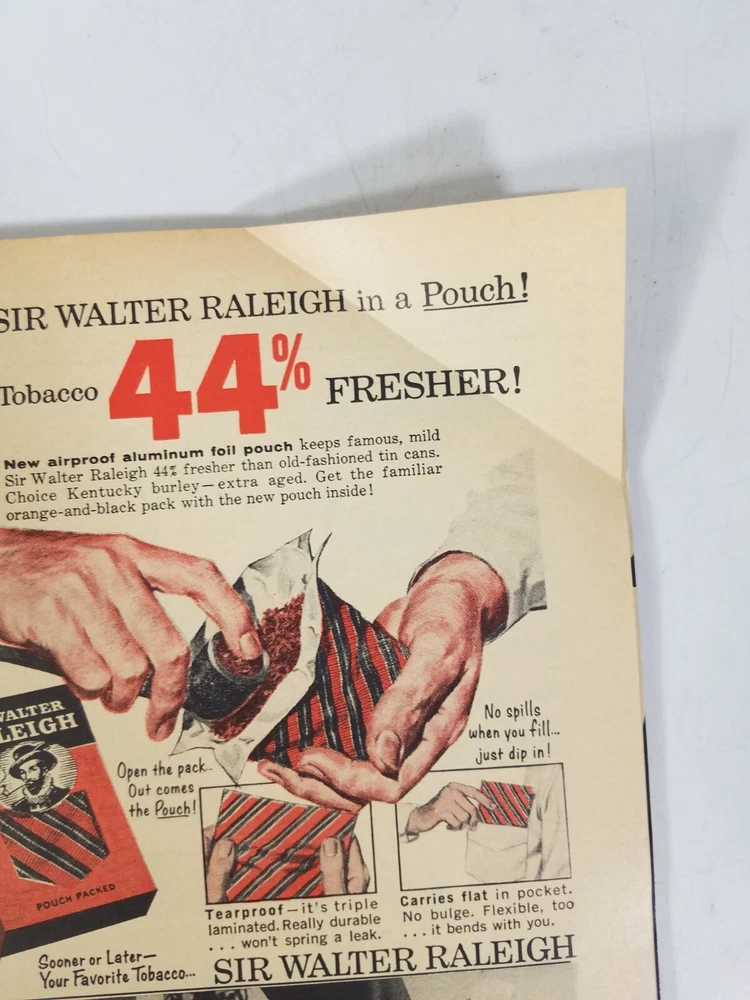 SIR WALTER RALEIGH in a Pouch!
Tobacco 44% FRESHER!
New airproof aluminum foil pouch keeps famous, mild
Sir Walter Raleigh 44% fresher than old-fashioned tin cans.
Choice Kentucky burley—extra aged. Get the familiar
orange-and-black pack with the new pouch inside!
No spills
when you fill...
just dip in!
Open the pack...
Out comes
the Pouch!
WALTER
LEIGH
POUCH PACKED
Tearproof—it's triple
laminated. Really durable
... won't spring a leak.
Carries flat in pocket.
No bulge. Flexible, too
... it bends with you.
Sooner or Later—
Your Favorite Tobacco...
SIR WALTER RALEIGH